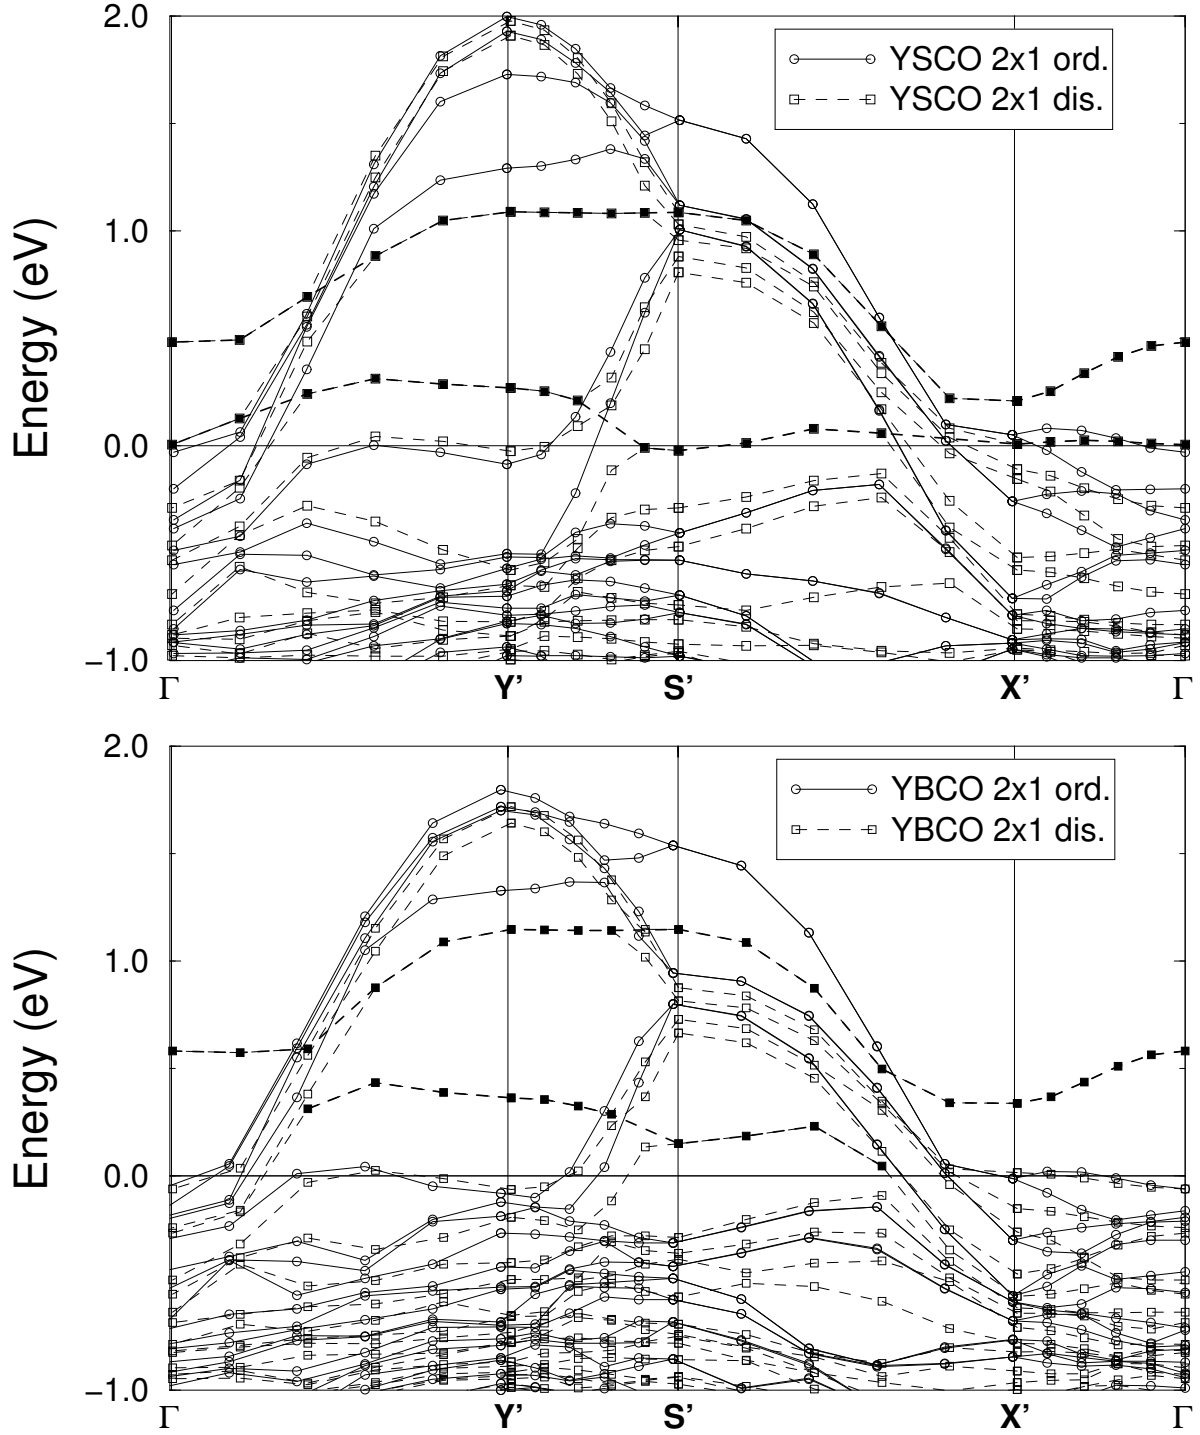 2.0
YSCO 2x1 ord.
YSCO 2x1 dis.
1.0
Energy (eV)
0.0
−1.0
Γ Y' S' X' Γ
2.0
YBCO 2x1 ord.
YBCO 2x1 dis.
1.0
Energy (eV)
0.0
−1.0
Γ Y' S' X' Γ